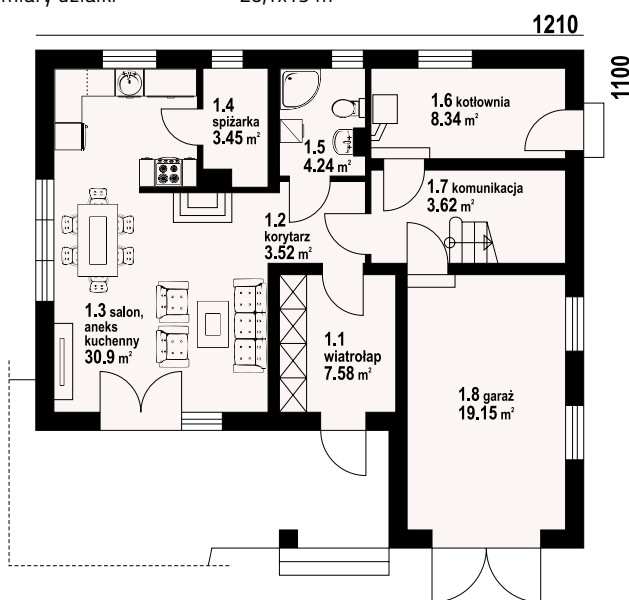 1210
1100
1.4
spiżarka
3.45 m²
1.6 kotłownia
8.34 m²
1.5
4.24 m²
1.7 komunikacja
3.62 m²
1.2
korytarz
3.52 m²
1.3 salon,
aneks
kuchenny
30.9 m²
1.1
wiatrołap
7.58 m²
1.8 garaż
19.15 m²